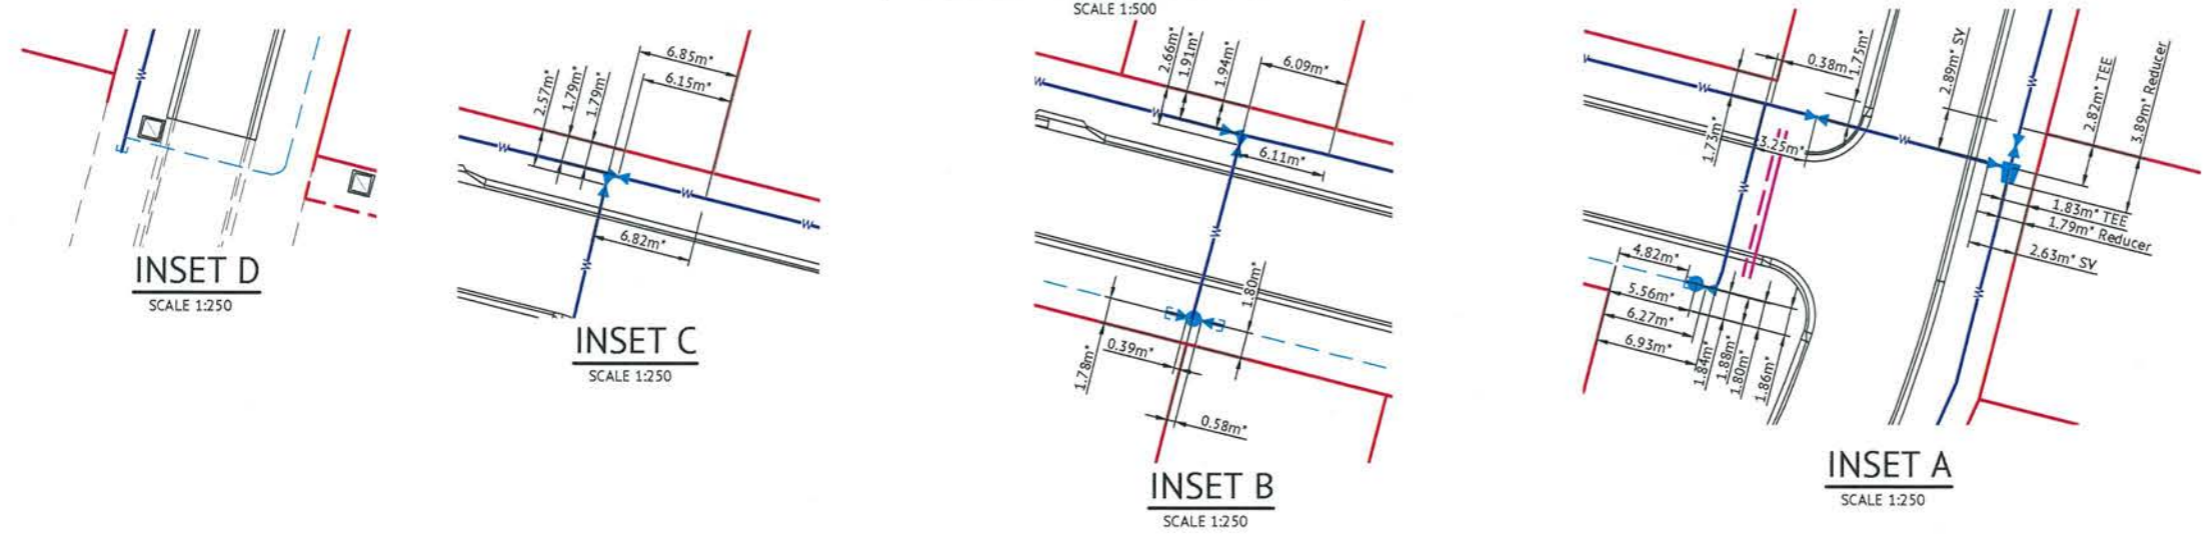 SCALE 1:500
W
INSET D
SCALE 1:250
6.85m*
6.15m*
2.57m*
1.79m*
1.79m*
W
W
W
6.82m*
W
INSET C
SCALE 1:250
2.66m*
1.91m*
1.94m*
6.09m*
W
W
6.11m*
W
1.80m*
1.78m*
0.39m*
0.58m*
INSET B
SCALE 1:250
0.38m*
1.75m*
2.89m* SV
2.82m* TEE
3.89m* Reducer
W
W
W
1.73m*
3.25m*
W
1.83m* TEE
1.79m* Reducer
2.63m* SV
4.82m*
5.56m*
6.27m*
6.93m*
1.84m*
1.88m*
1.80m*
1.86m*
W
INSET A
SCALE 1:250